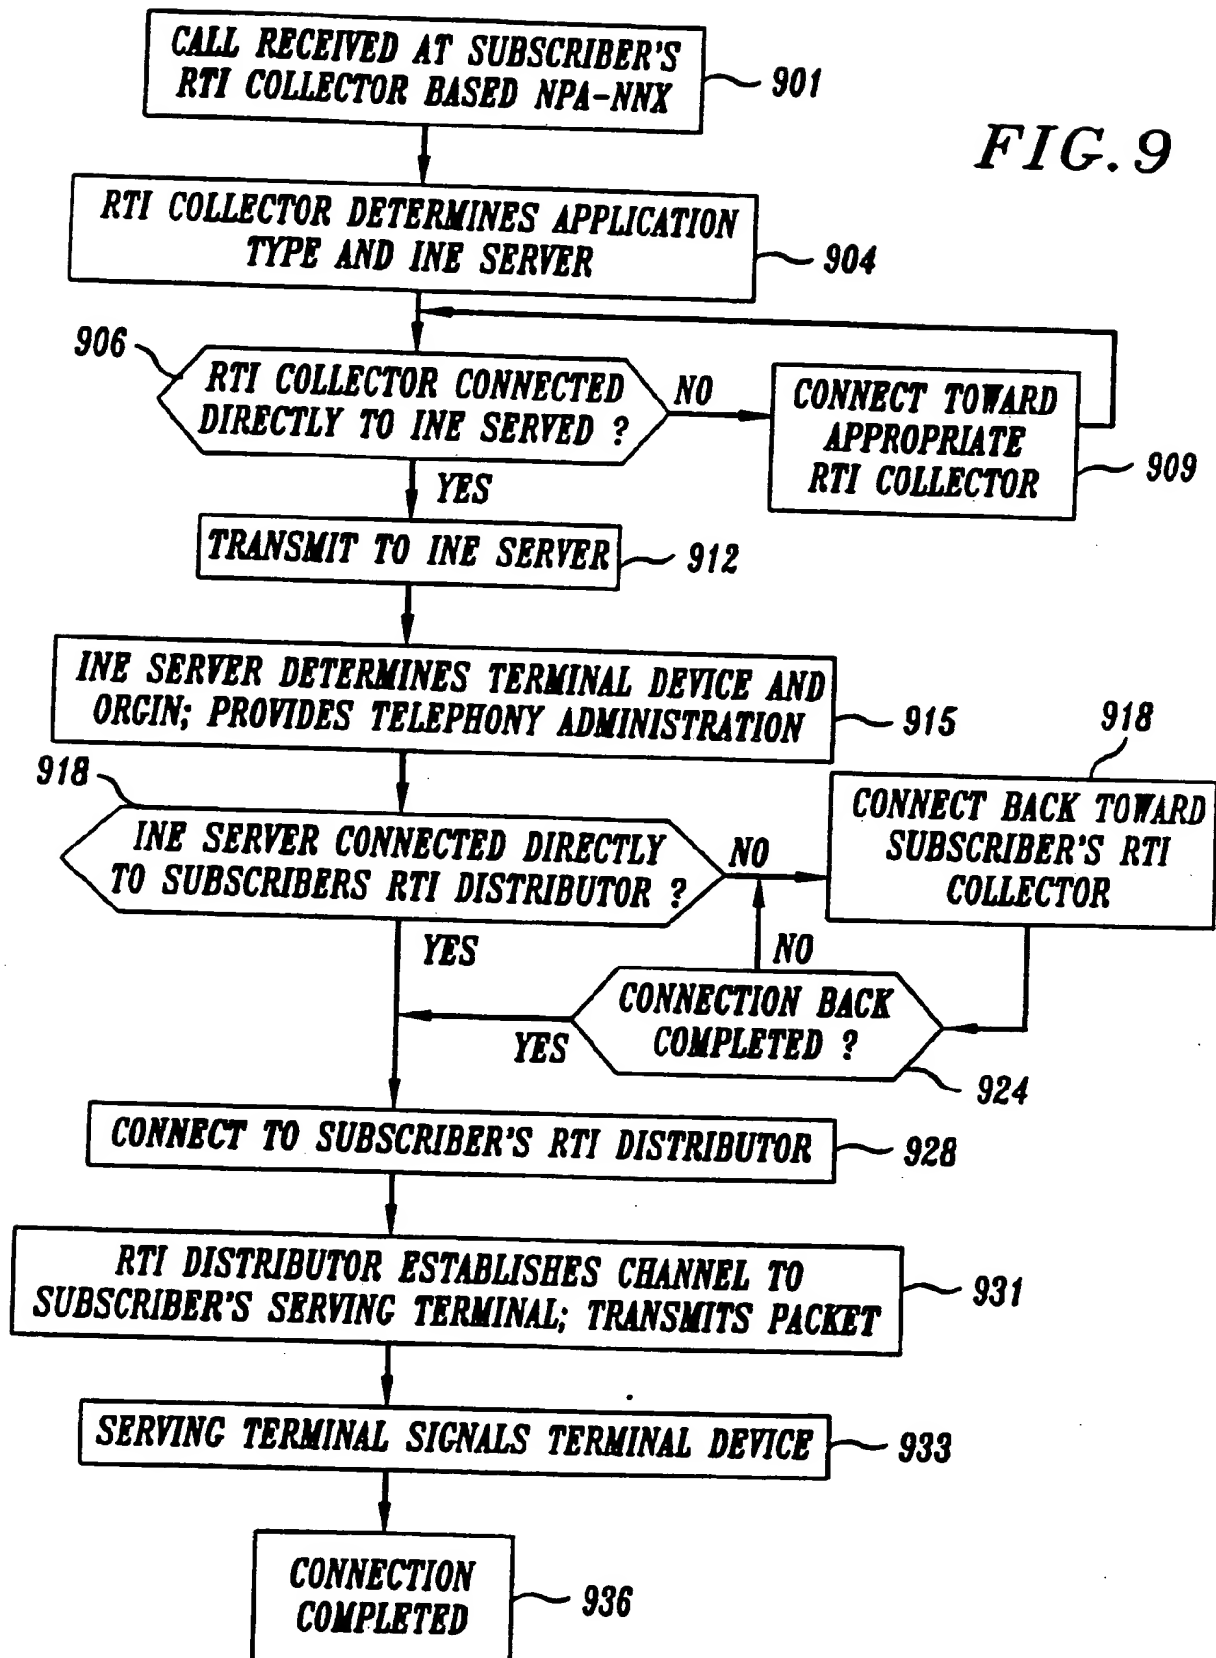 CALL RECEIVED AT SUBSCRIBER'S
RTI COLLECTOR BASED NPA-NNX
901
FIG. 9
RTI COLLECTOR DETERMINES APPLICATION
TYPE AND INE SERVER
904
906
RTI COLLECTOR CONNECTED
DIRECTLY TO INE SERVED ?
NO
CONNECT TOWARD
APPROPRIATE
RTI COLLECTOR
909
YES
TRANSMIT TO INE SERVER
912
INE SERVER DETERMINES TERMINAL DEVICE AND
ORGIN; PROVIDES TELEPHONY ADMINISTRATION
915
918
918
INE SERVER CONNECTED DIRECTLY
TO SUBSCRIBERS RTI DISTRIBUTOR ?
NO
CONNECT BACK TOWARD
SUBSCRIBER'S RTI
COLLECTOR
YES
NO
CONNECTION BACK
COMPLETED ?
YES
924
CONNECT TO SUBSCRIBER'S RTI DISTRIBUTOR
928
RTI DISTRIBUTOR ESTABLISHES CHANNEL TO
SUBSCRIBER'S SERVING TERMINAL; TRANSMITS PACKET
931
SERVING TERMINAL SIGNALS TERMINAL DEVICE
933
CONNECTION
COMPLETED
936